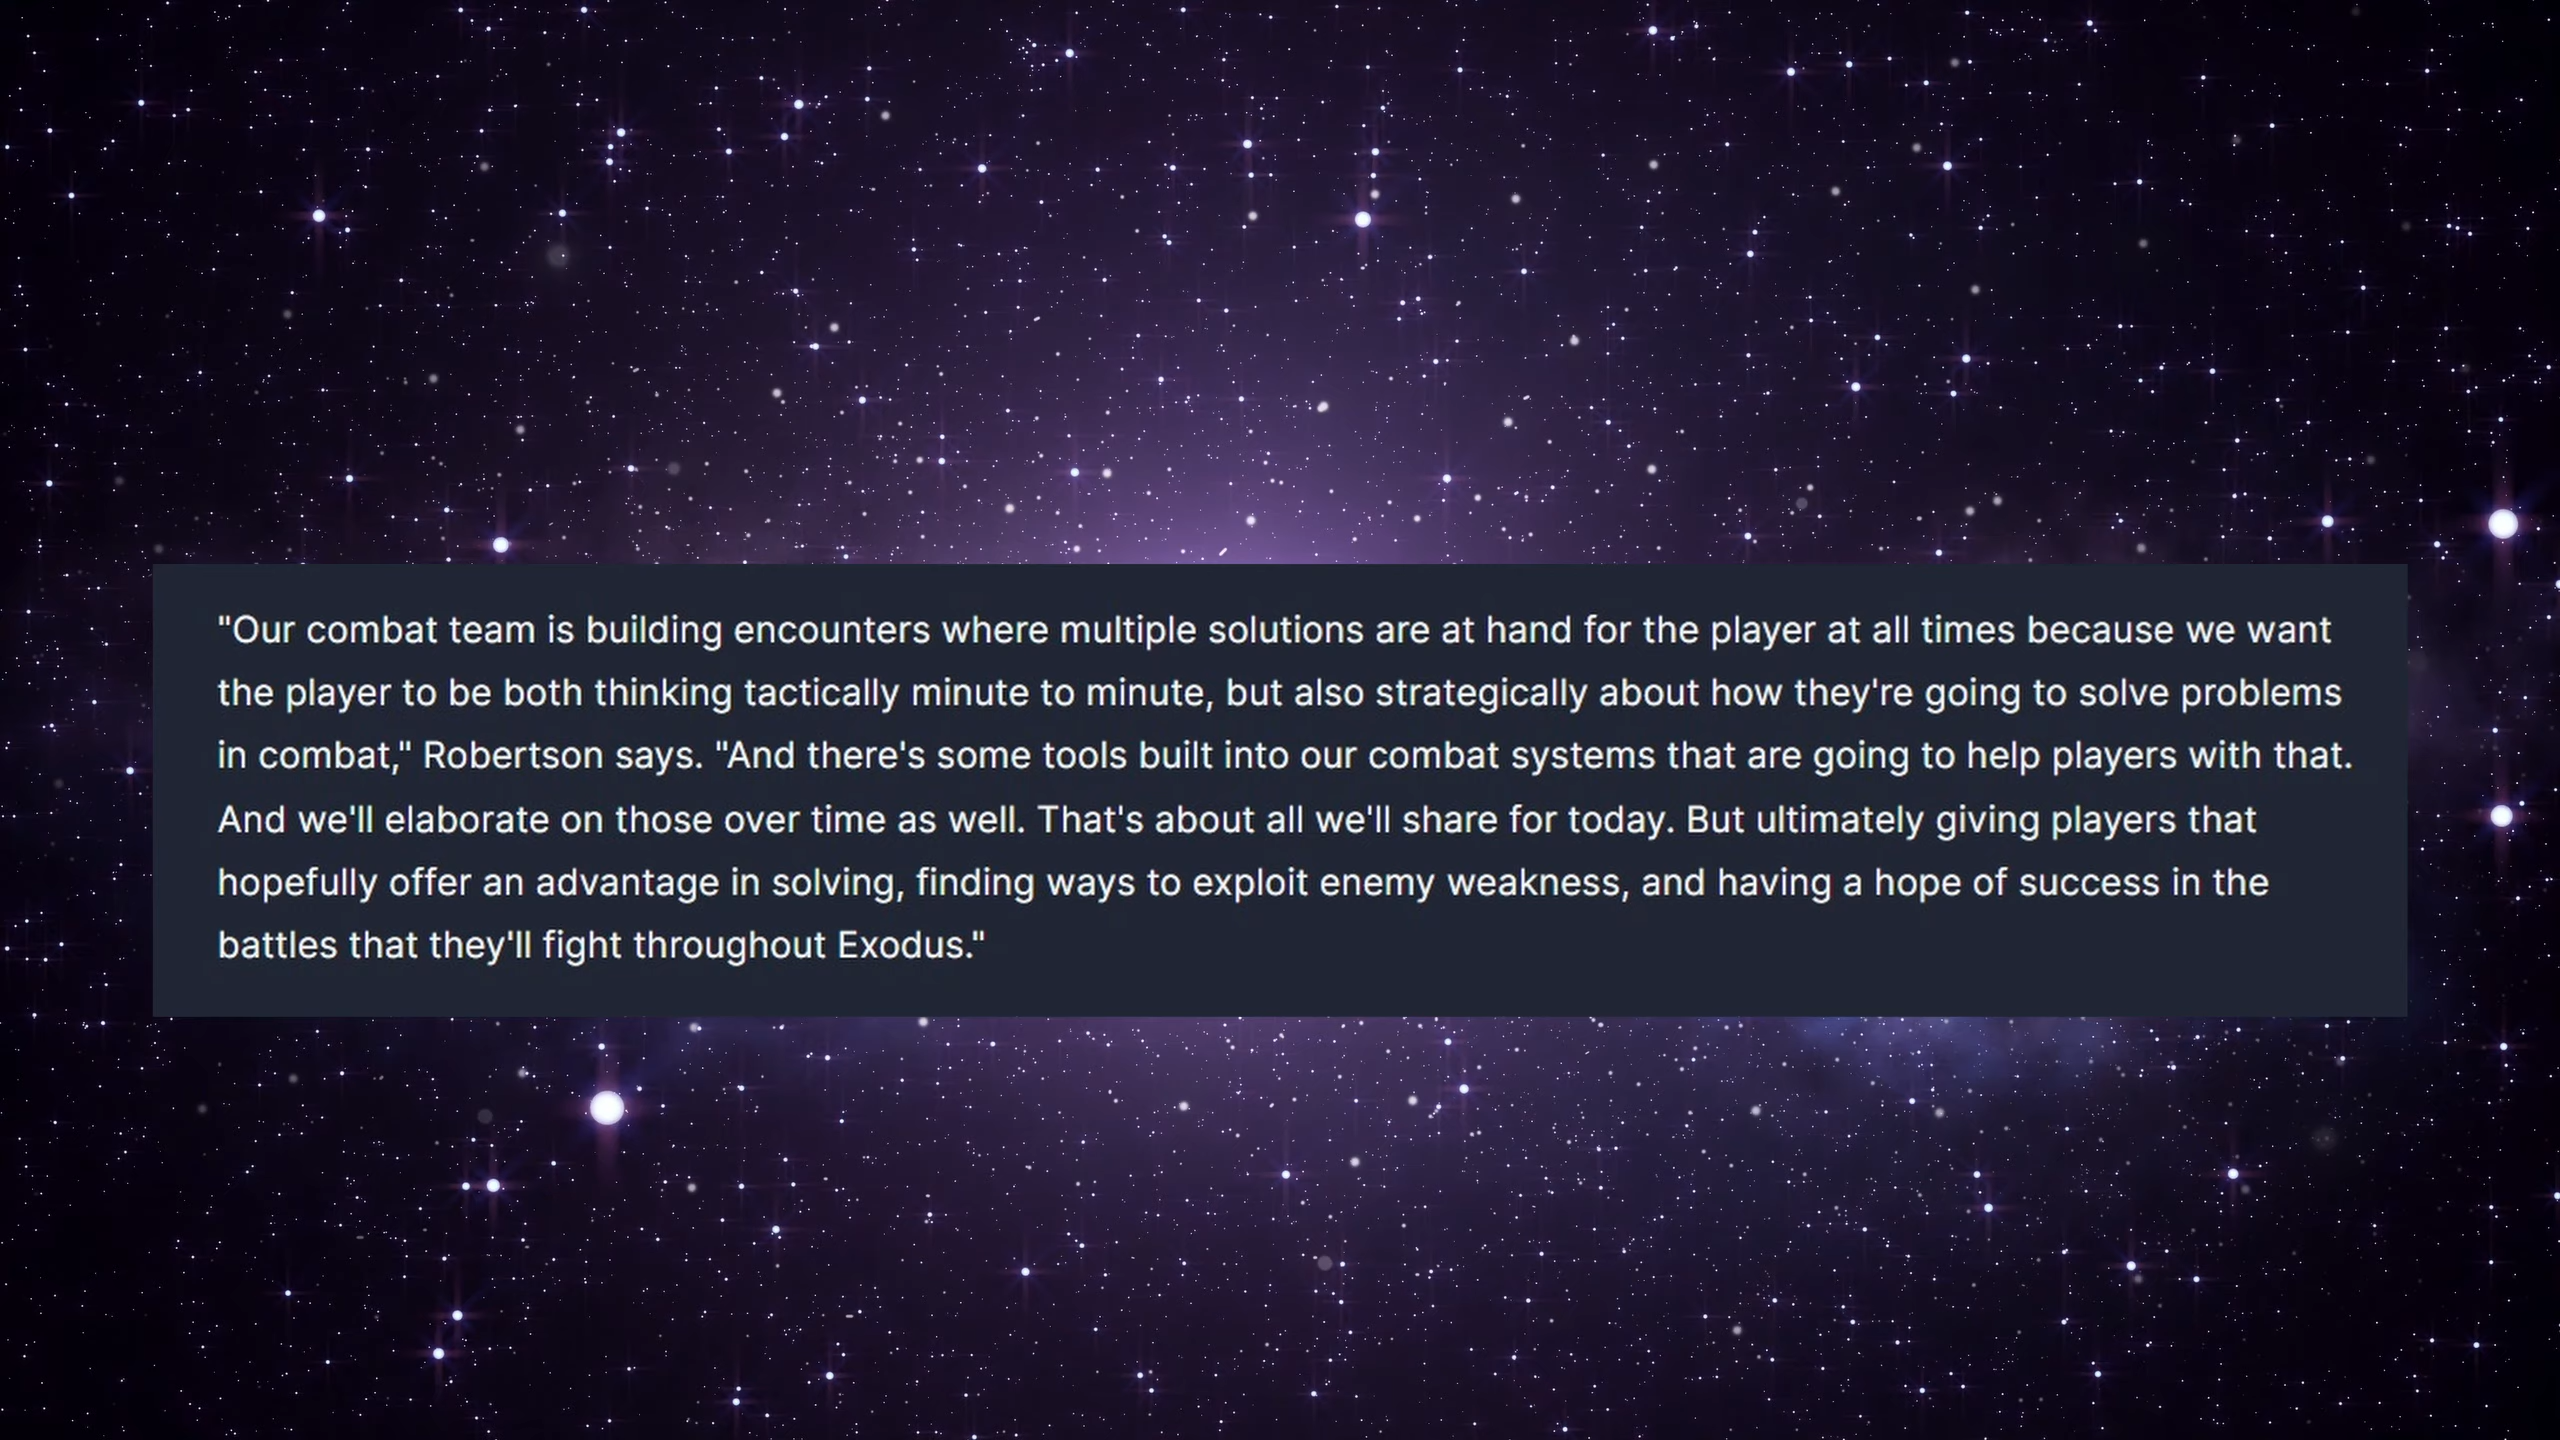 "Our combat team is building encounters where multiple solutions are at hand for the player at all times because we want
the player to be both thinking tactically minute to minute, but also strategically about how they're going to solve problems
in combat," Robertson says. "And there's some tools built into our combat systems that are going to help players with that.
And we'll elaborate on those over time as well. That's about all we'll share for today. But ultimately giving players that
hopefully offer an advantage in solving, finding ways to exploit enemy weakness, and having a hope of success in the
battles that they'll fight throughout Exodus."